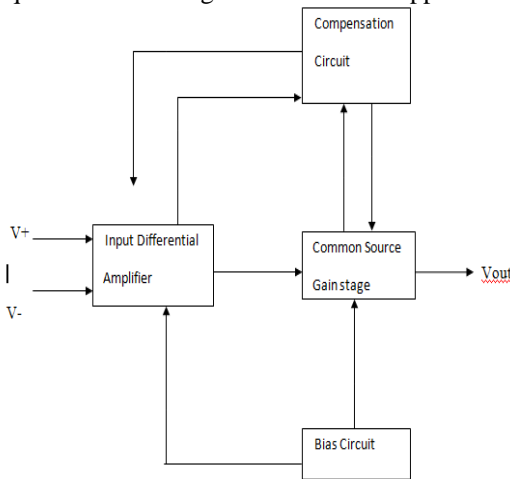 Compensation
Circuit
V+
V-
Input Differential
Amplifier
Common Source
Gain stage
Vout
Bias Circuit